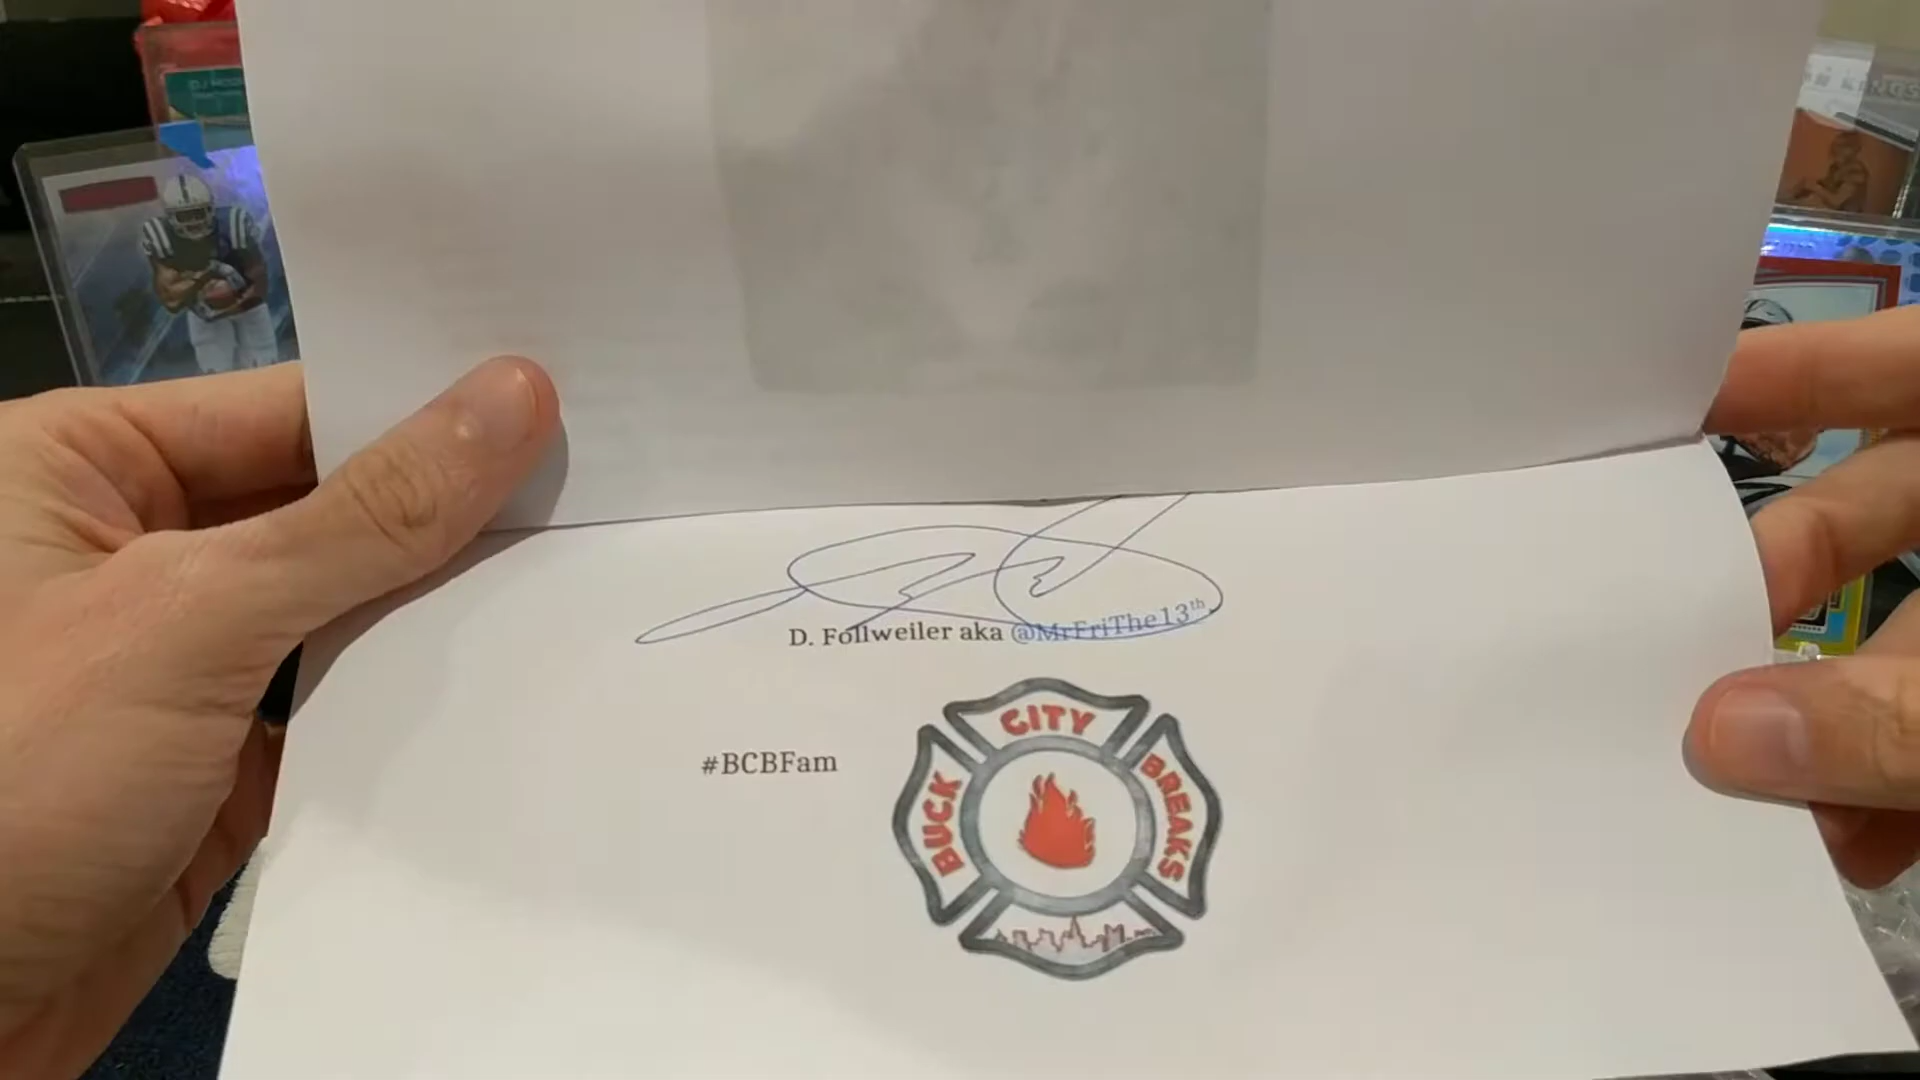 D. Follweiler aka @MrFriThe13th
#BCBFam
BUCK
CITY
BREAKS